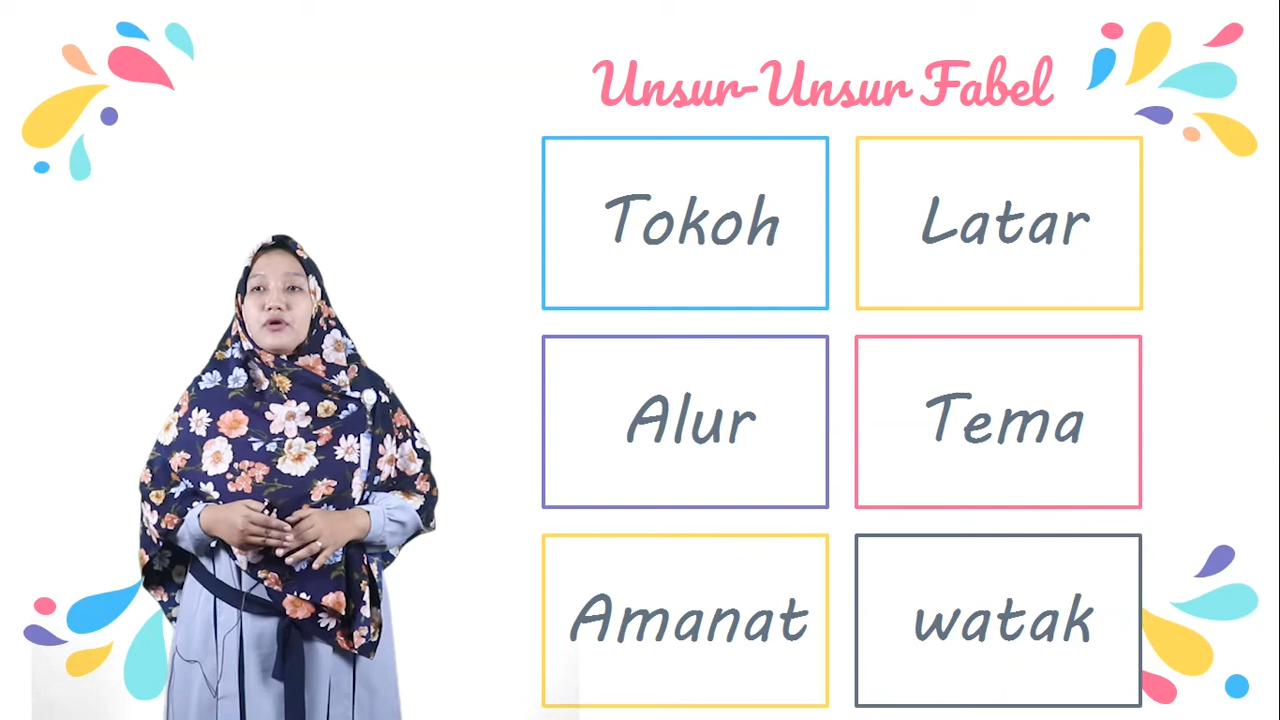 Unsur-Unsur Fabel
Tokoh
Latar
Alur
Tema
Amanat
watak